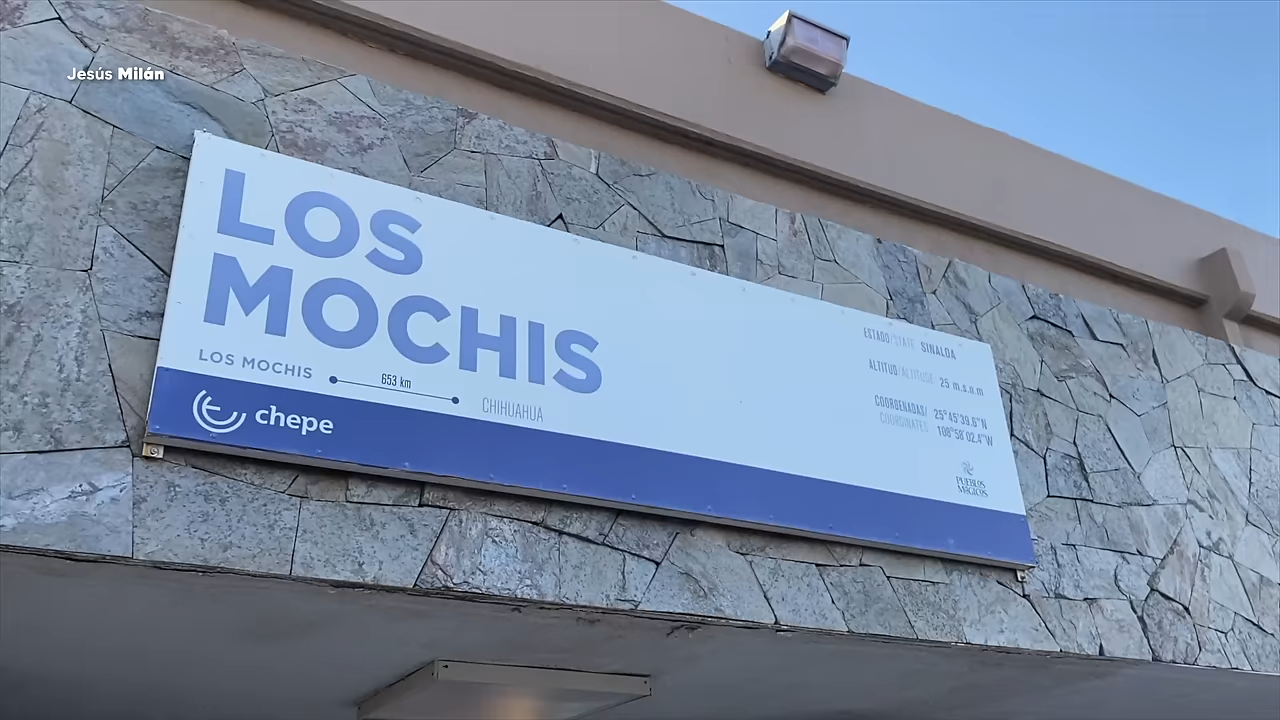 Jesús Milán
LOS
MOCHIS
LOS MOCHIS
653 km
CHIHUAHUA
chepe
ESTADO/STATE SINALOA
ALTITUD/ALTITUDE 25 m.s.n.m
COORDENADAS/ 25°45'39.6"N
COORDINATES 108°58'02.4"W
PUEBLOS
MÁGICOS